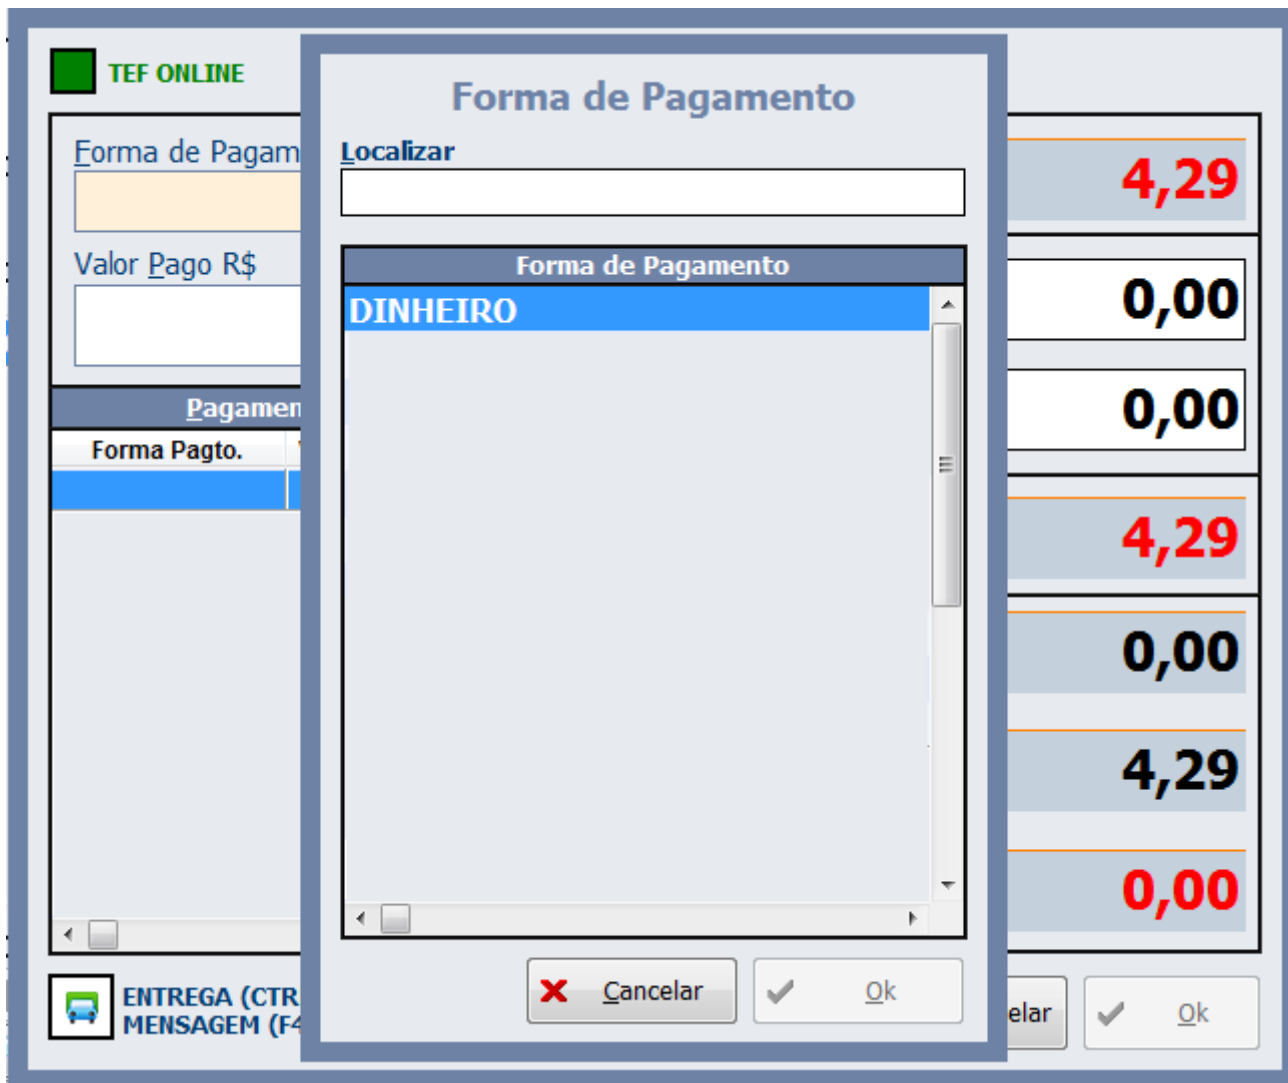 TEF ONLINE
Forma de Pagamento
Forma de Pagam
Localizar
4,29
Valor Pago R$
Forma de Pagamento
0,00
DINHEIRO
0,00
Pagamen
Forma Pagto.
4,29
0,00
4,29
0,00
ENTREGA (CTR
MENSAGEM (F4
Cancelar
Ok
elar
Ok